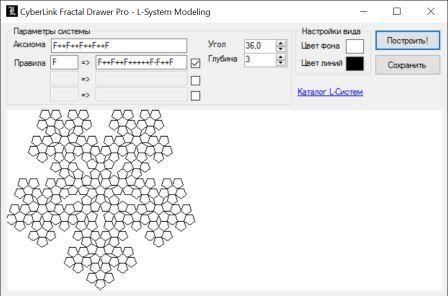 CyberLink Fractal Drawer Pro - L-System Modeling
Параметры системы
Аксиома F++F++F++F++F
Правила F => F++F++F+++++F-F++F
=>
=>
Угол 36,0
Глубина 3
Настройки вида
Цвет фона
Цвет линий
Каталог L-Систем
Построить!
Сохранить